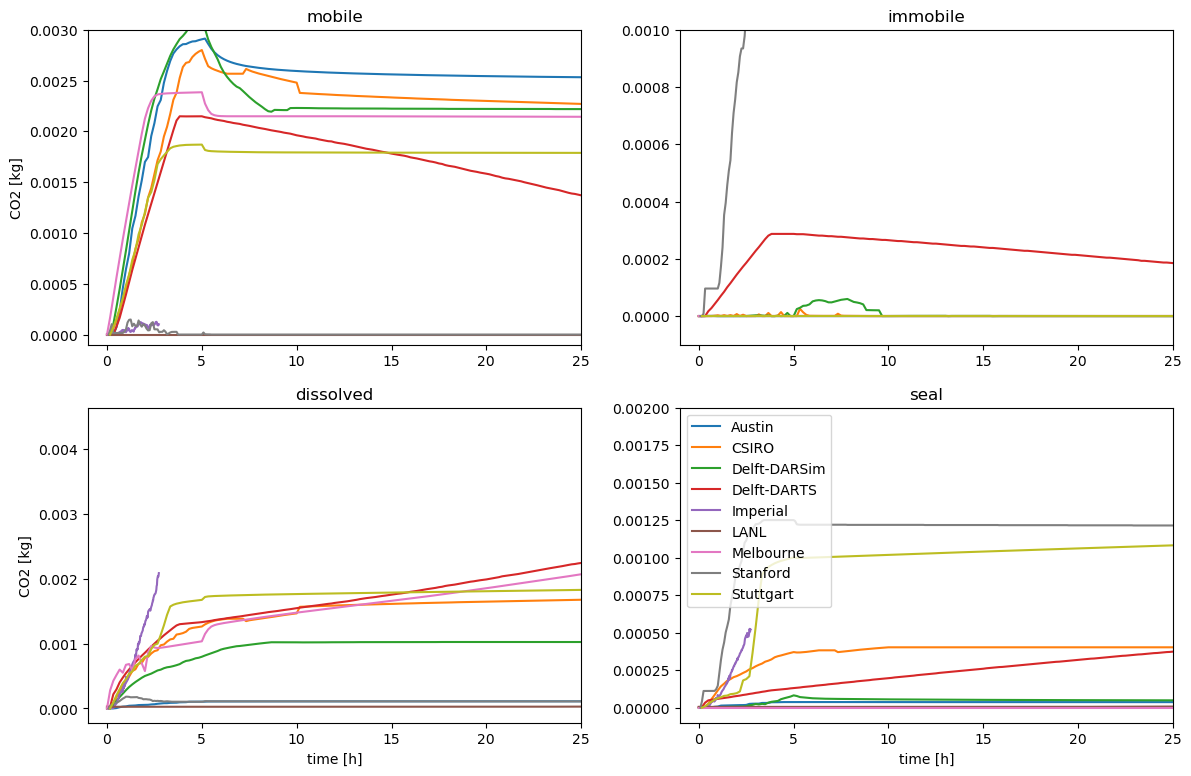 mobile
0.0030
0.0025
0.0020
0.0015
0.0010
0.0005
0.0000
CO2 [kg]
0 5 10 15 20 25
immobile
0.0010
0.0008
0.0006
0.0004
0.0002
0.0000
0 5 10 15 20 25
dissolved
0.004
0.003
0.002
0.001
0.000
CO2 [kg]
0 5 10 15 20 25
time [h]
seal
0.00200
0.00175
0.00150
0.00125
0.00100
0.00075
0.00050
0.00025
0.00000
Austin
CSIRO
Delft-DARSim
Delft-DARTS
Imperial
LANL
Melbourne
Stanford
Stuttgart
0 5 10 15 20 25
time [h]